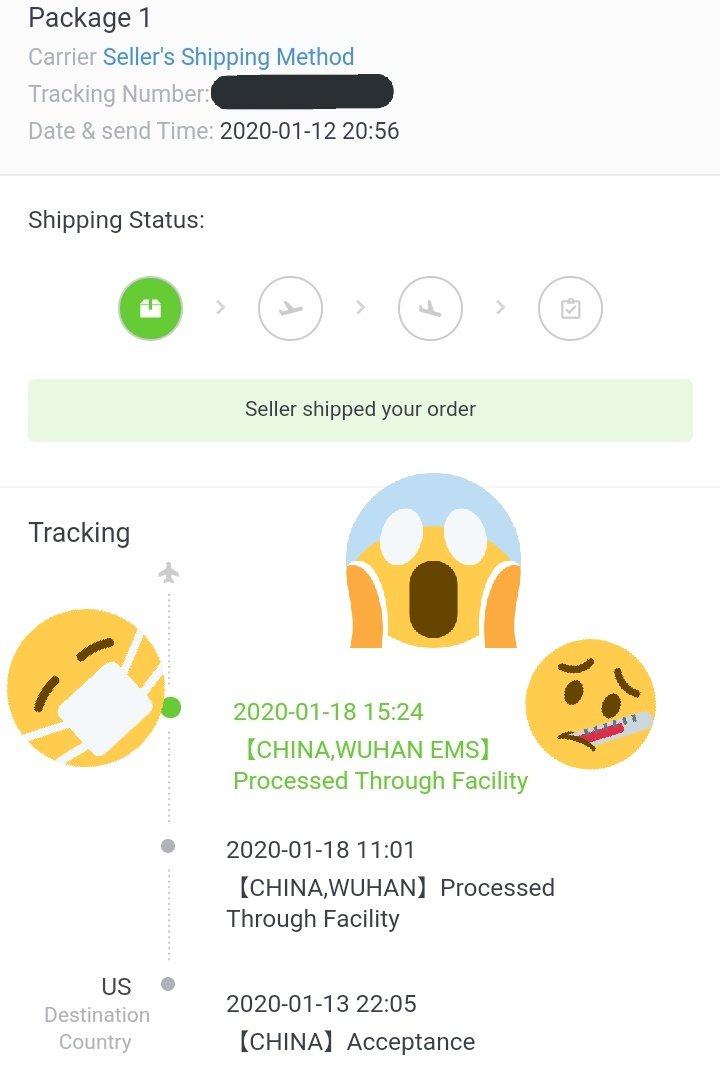 Package 1
Carrier Seller's Shipping Method
Tracking Number:
Date & send Time: 2020-01-12 20:56
Shipping Status:
Seller shipped your order
Tracking
2020-01-18 15:24
【CHINA,WUHAN EMS】
Processed Through Facility
2020-01-18 11:01
【CHINA,WUHAN】Processed
Through Facility
US
Destination
Country
2020-01-13 22:05
【CHINA】Acceptance